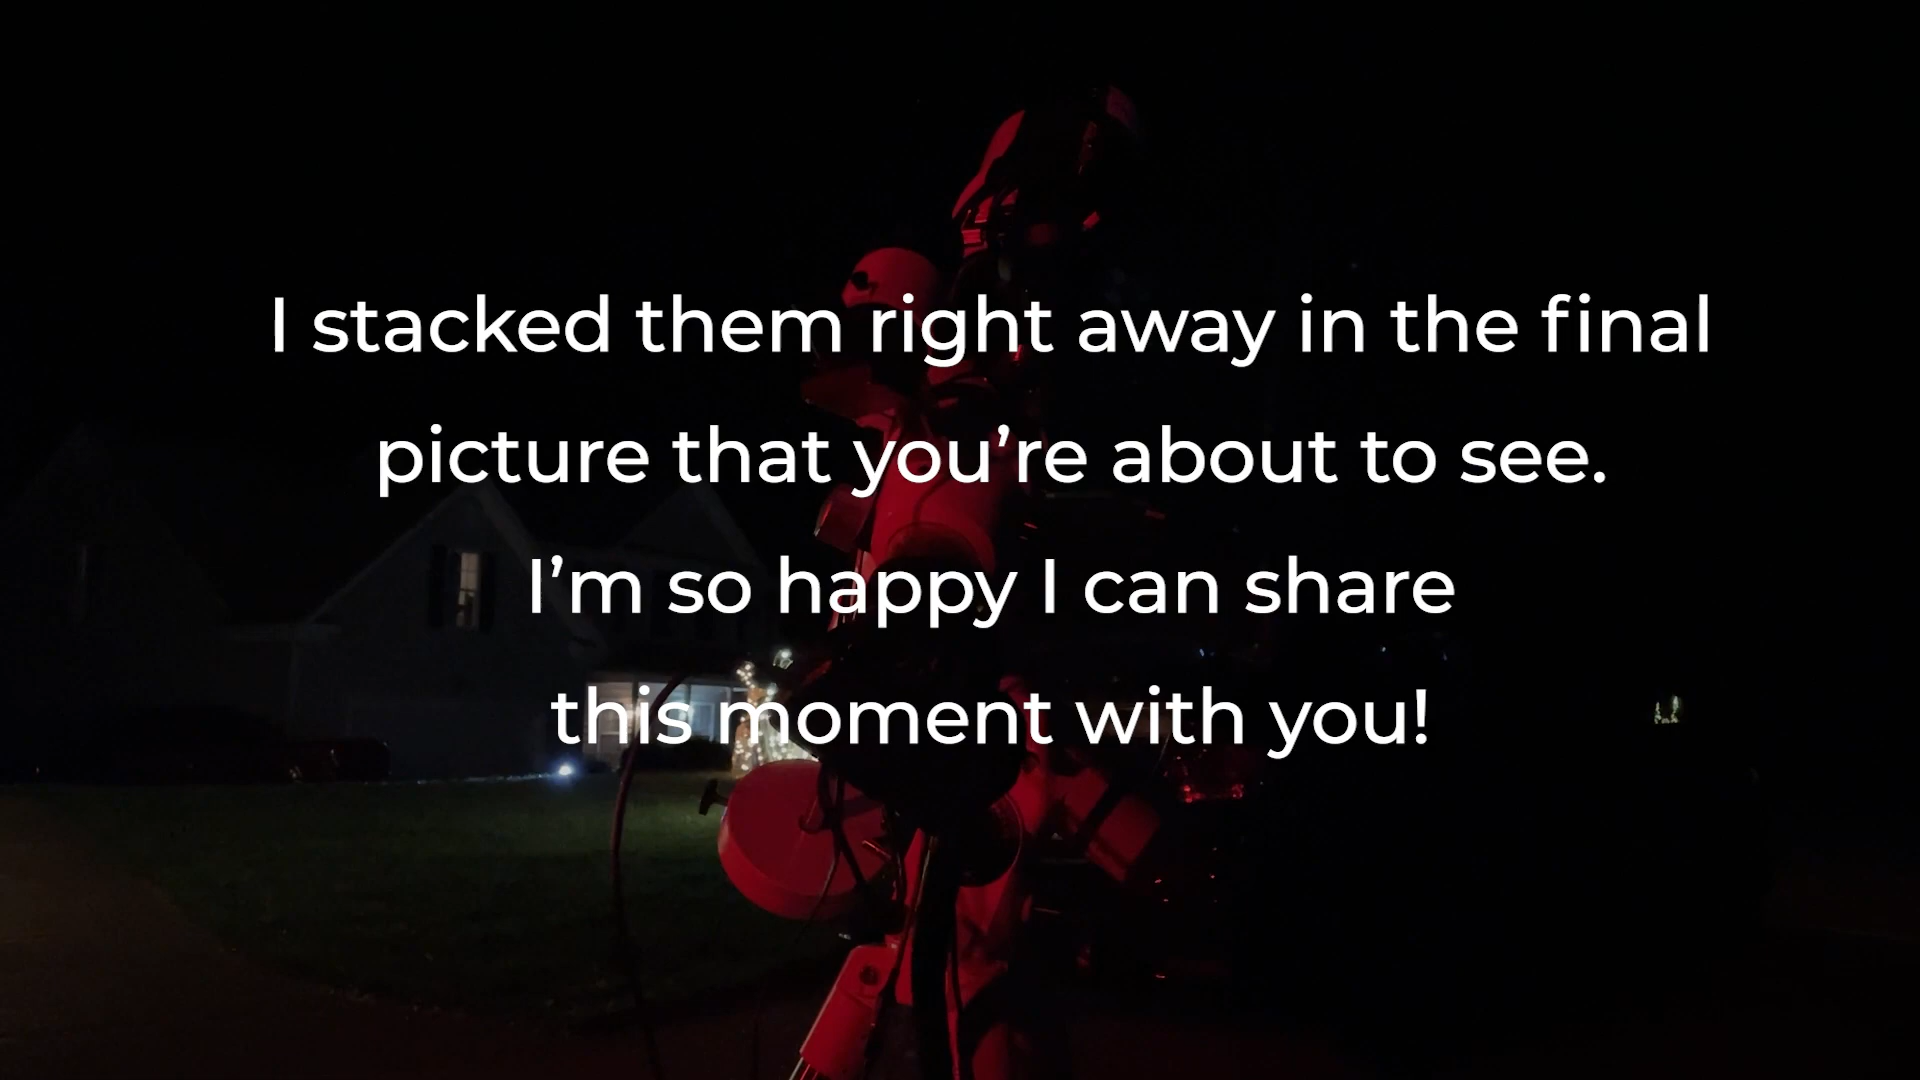 I stacked them right away in the final
picture that you’re about to see.
I’m so happy I can share
this moment with you!